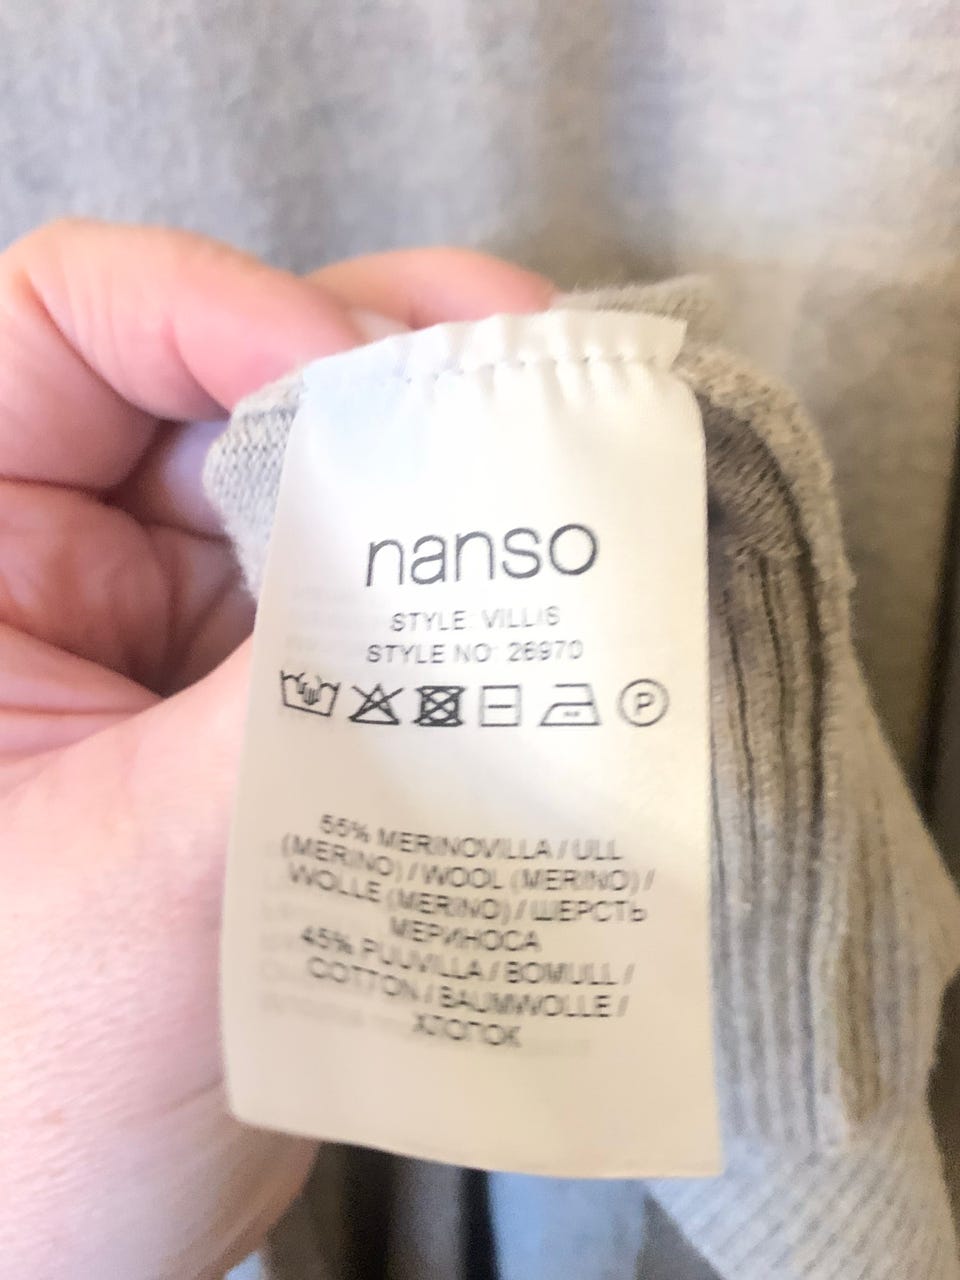 nanso
STYLE: VILLIS
STYLE NO: 26970
P
55% MERINOVILLA / ULL
(MERINO) / WOOL (MERINO) /
WOLLE (MERINO) / ШЕРСТЬ
МЕРИНОСА
45% PUUVILLA / BOMULL /
COTTON / BAUMWOLLE /
ХЛОПОК